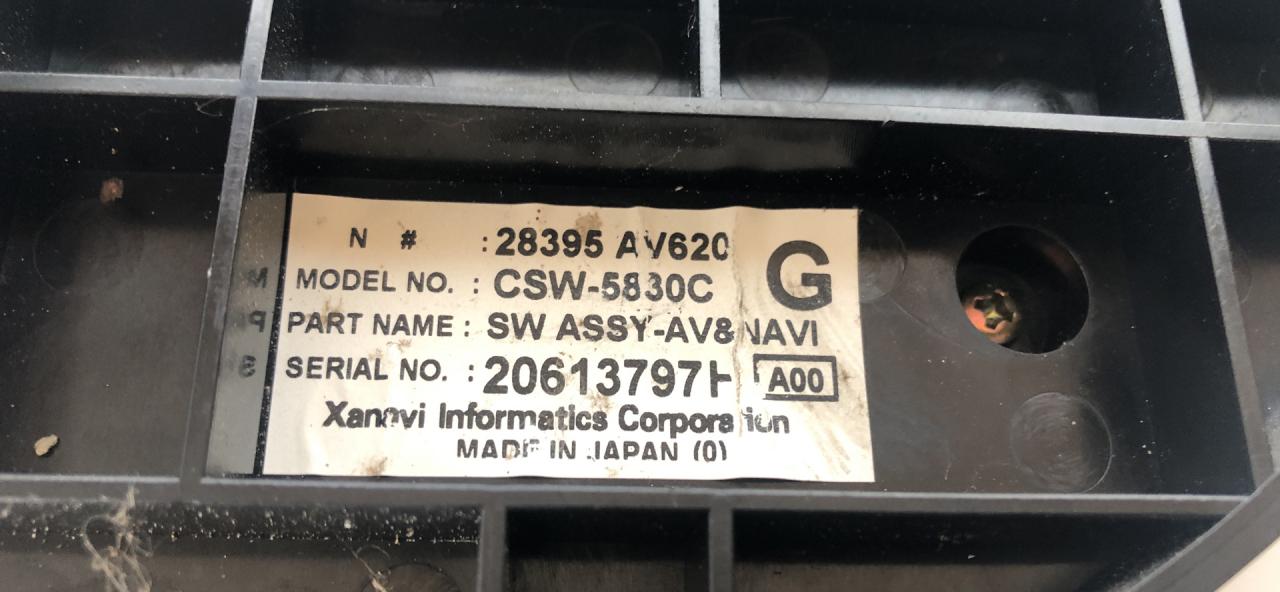 N # : 28395 AV620
G
MODEL NO. : CSW-5830C
PART NAME : SW ASSY-AV&NAVI
SERIAL NO. : 20613797H
A00
Xanavi Informatics Corporation
MADE IN JAPAN (0)